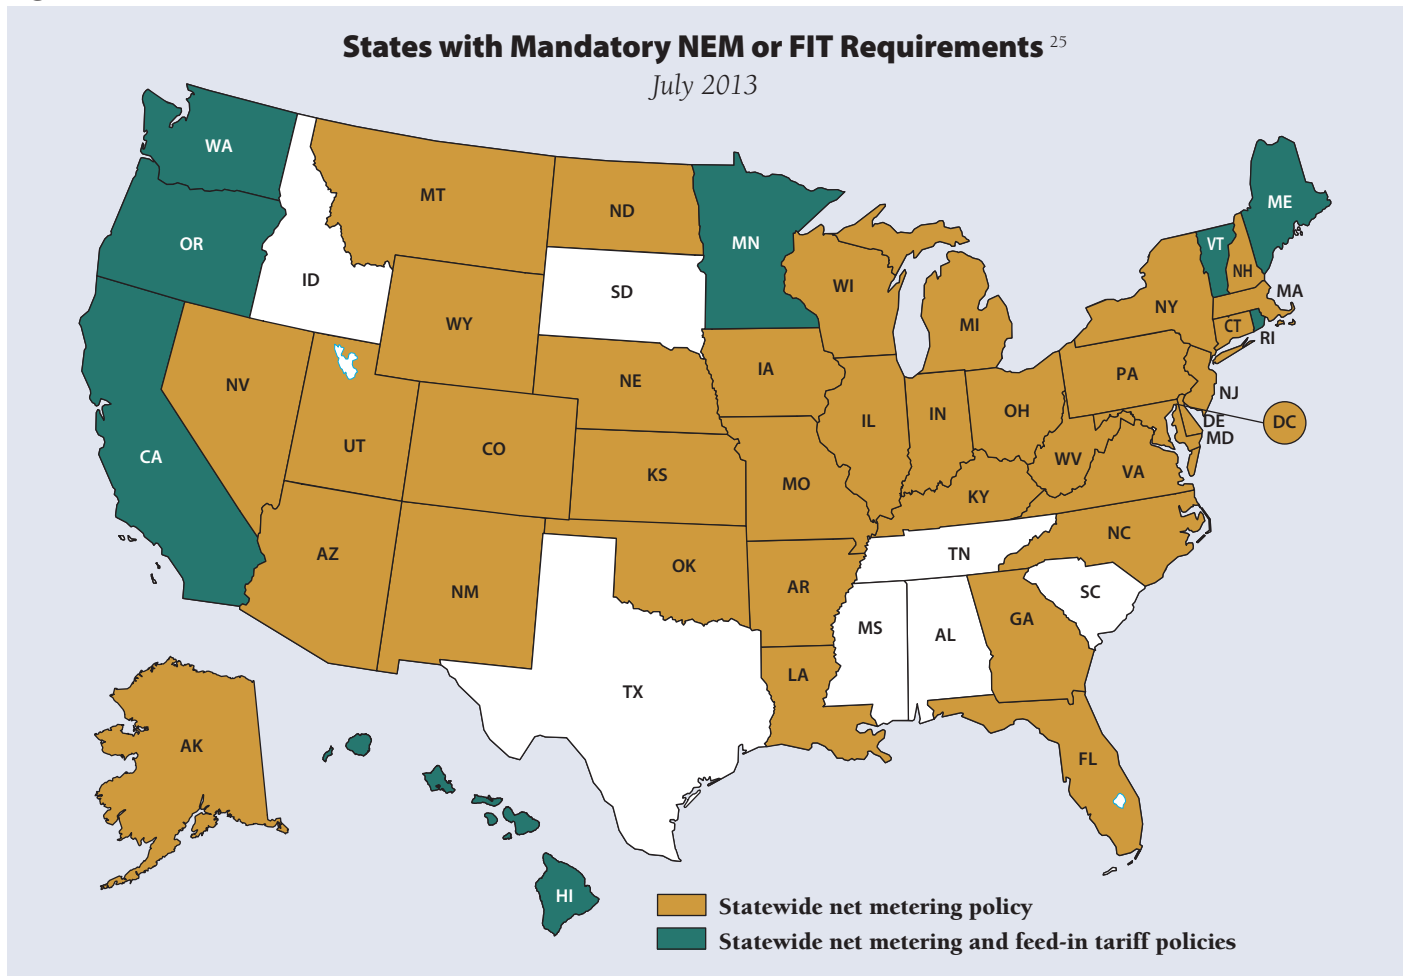 States with Mandatory NEM or FIT Requirements 25
July 2013
WA
MT
ND
MN
ME
OR
VT
ID
SD
WI
NH
MA
WY
MI
NY
CT
RI
NV
NE
IA
PA
NJ
UT
CO
IL
IN
OH
DE
DC
MD
CA
KS
MO
WV
VA
KY
AZ
NM
OK
AR
TN
NC
SC
GA
MS
AL
TX
LA
AK
FL
HI
Statewide net metering policy
Statewide net metering and feed-in tariff policies